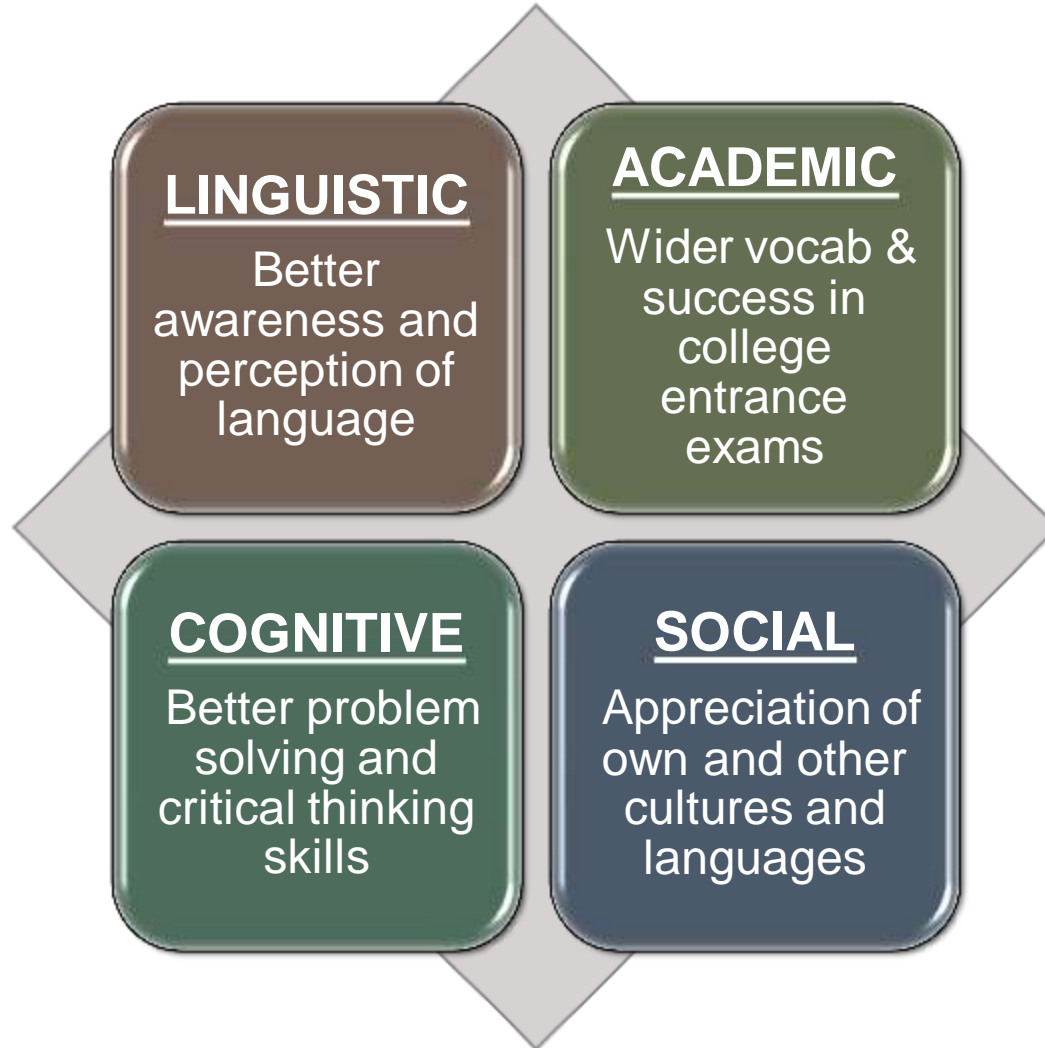 LINGUISTIC
Better
awareness and
perception of
language
ACADEMIC
Wider vocab &
success in
college
entrance
exams
COGNITIVE
Better problem
solving and
critical thinking
skills
SOCIAL
Appreciation of
own and other
cultures and
languages